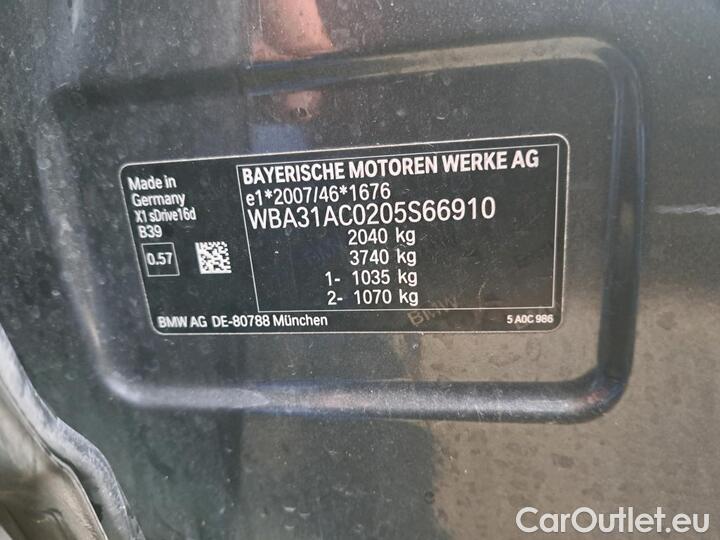 Made in
Germany
X1 sDrive16d
B39
0.57
BAYERISCHE MOTOREN WERKE AG
e1*2007/46*1676
WBA31AC0205S66910
2040 kg
3740 kg
1- 1035 kg
2- 1070 kg
BMW
BMW AG DE-80788 München
5 A0C 986
CarOutlet.eu